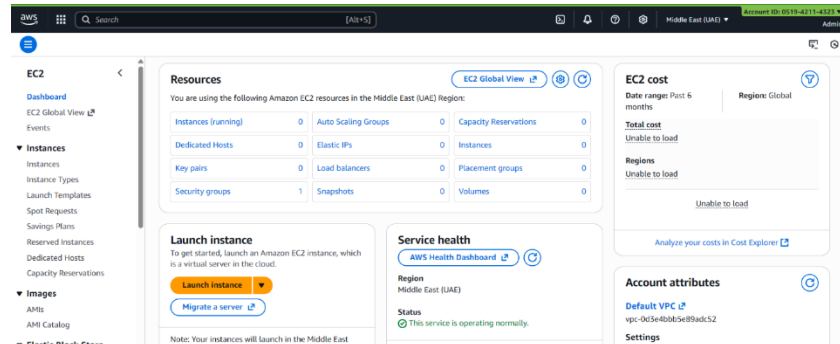 aws
Search
[Alt+S]
Middle East (UAE)
Account ID: 0519-4211-4323
Admin
EC2
Dashboard
EC2 Global View
Events
Instances
Instances
Instance Types
Launch Templates
Spot Requests
Savings Plans
Reserved Instances
Dedicated Hosts
Capacity Reservations
Images
AMIs
AMI Catalog
Resources
EC2 Global View
You are using the following Amazon EC2 resources in the Middle East (UAE) Region:
Instances (running) 0 Auto Scaling Groups 0 Capacity Reservations 0
Dedicated Hosts 0 Elastic IPs 0 Instances 0
Key pairs 0 Load balancers 0 Placement groups 0
Security groups 1 Snapshots 0 Volumes 0
Launch instance
To get started, launch an Amazon EC2 instance, which
is a virtual server in the cloud.
Launch instance
Migrate a server
Note: Your instances will launch in the Middle East
Service health
AWS Health Dashboard
Region
Middle East (UAE)
Status
This service is operating normally.
EC2 cost
Date range: Past 6 months
Region: Global
Total cost
Unable to load
Regions
Unable to load
Unable to load
Analyze your costs in Cost Explorer
Account attributes
Default VPC
vpc-0d3e4bbb5e89adc52
Settings